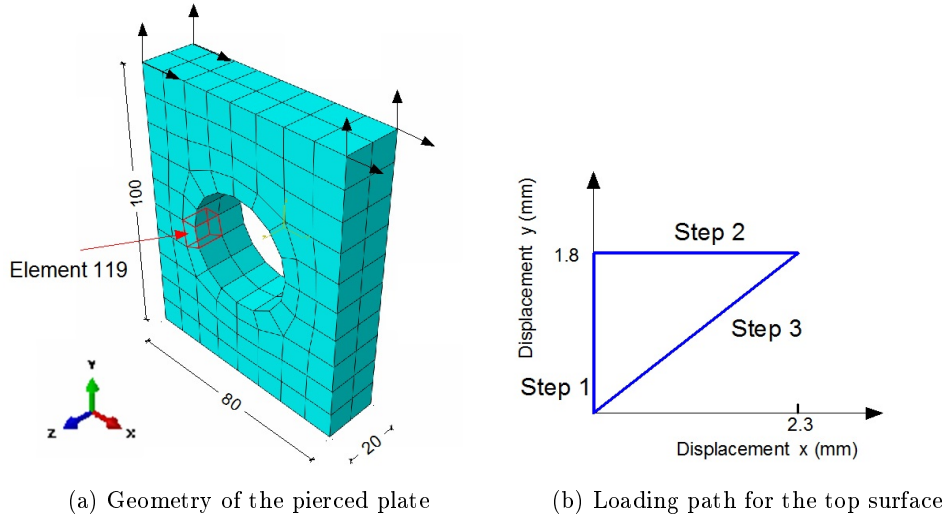 100
Element 119
80
20
Y
Z
X
(a) Geometry of the pierced plate
Displacement y (mm)
1.8
Step 2
Step 3
Step 1
2.3
Displacement x (mm)
(b) Loading path for the top surface